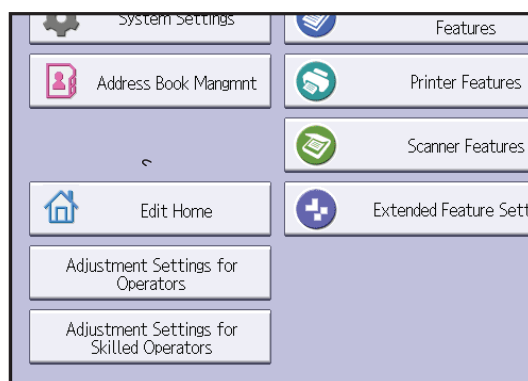 System Settings
Features
Address Book Mangmnt
Printer Features
Scanner Features
Edit Home
Extended Feature Sett
Adjustment Settings for
Operators
Adjustment Settings for
Skilled Operators